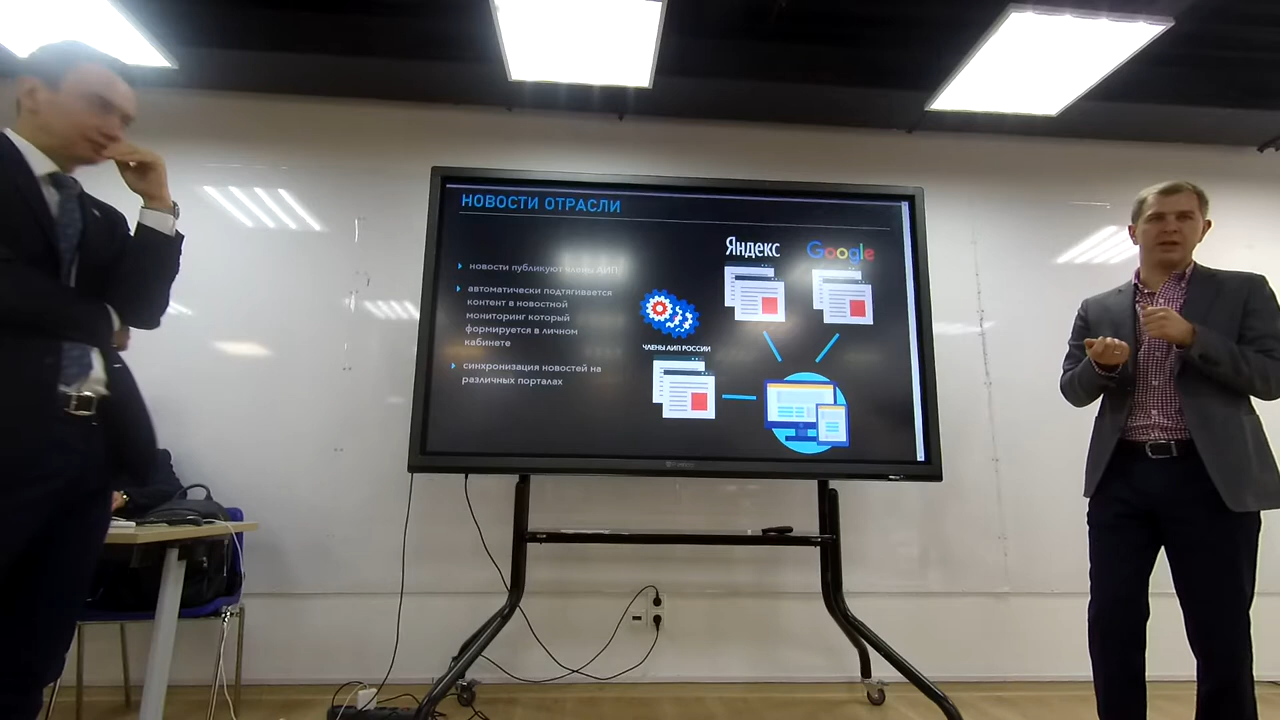 НОВОСТИ ОТРАСЛИ
новости публикуют члены АИП
автоматически подтягивается
контент в новостной
мониторинг который
формируется в личном
кабинете
синхронизация новостей на
различных порталах
Яндекс
Google
ЧЛЕНЫ АИП РОССИИ